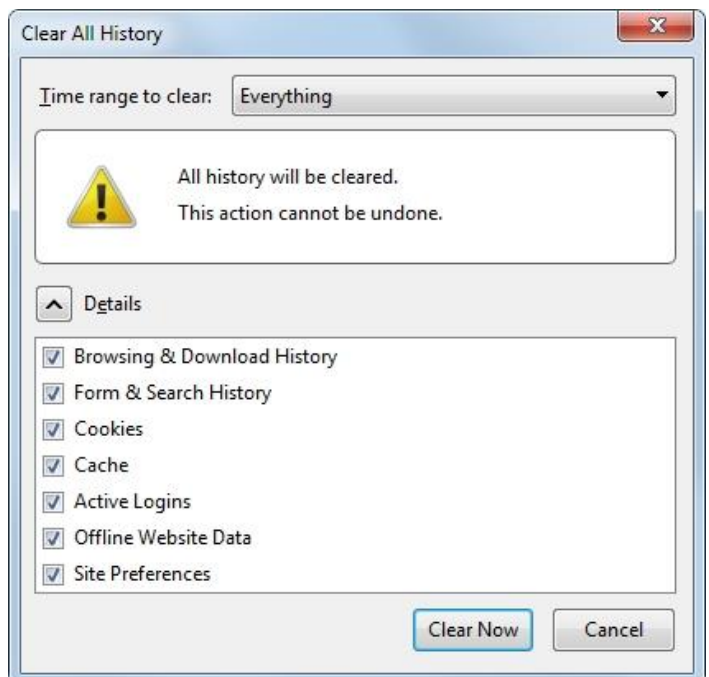 Clear All History
Time range to clear: Everything
All history will be cleared.
This action cannot be undone.
Details
Browsing & Download History
Form & Search History
Cookies
Cache
Active Logins
Offline Website Data
Site Preferences
Clear Now Cancel